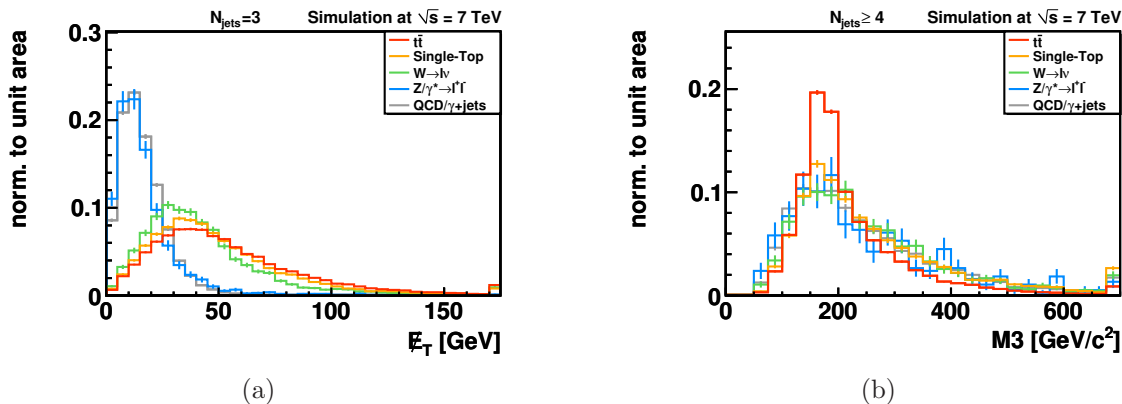 N_jets=3 Simulation at √s = 7 TeV
norm. to unit area
0.3
0.2
0.1
0
tt̄
Single-Top
W→lν
Z/γ*→l⁺l⁻
QCD/γ+jets
0 50 100 150
E̸_T [GeV]
(a)
N_jets≥ 4 Simulation at √s = 7 TeV
norm. to unit area
0.2
0.1
0
tt̄
Single-Top
W→lν
Z/γ*→l⁺l⁻
QCD/γ+jets
0 200 400 600
M3 [GeV/c²]
(b)